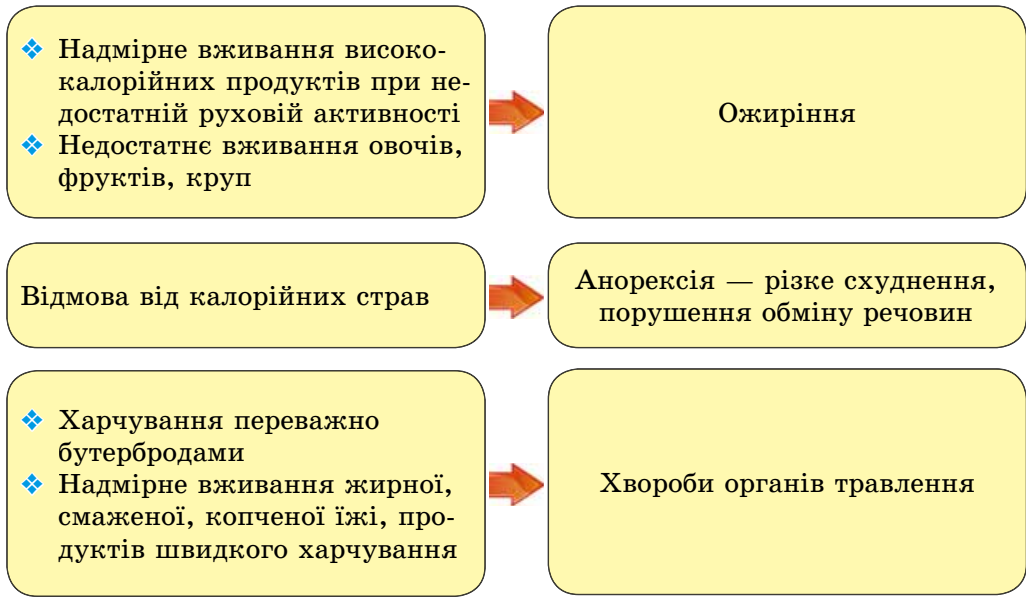 ❖ Надмірне вживання високо-
калорійних продуктів при не-
достатній руховій активності
❖ Недостатнє вживання овочів,
фруктів, круп
Ожиріння
Відмова від калорійних страв
Анорексія — різке схуднення,
порушення обміну речовин
❖ Харчування переважно
бутербродами
❖ Надмірне вживання жирної,
смаженої, копченої їжі, про-
дуктів швидкого харчування
Хвороби органів травлення